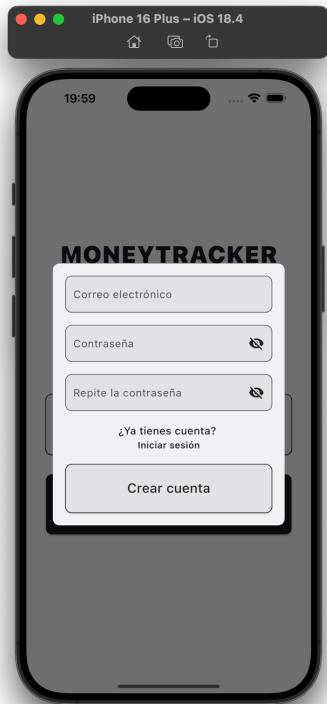 iPhone 16 Plus – iOS 18.4
19:59
MONEYTRACKER
Correo electrónico
Contraseña
Repite la contraseña
¿Ya tienes cuenta?
Iniciar sesión
Crear cuenta